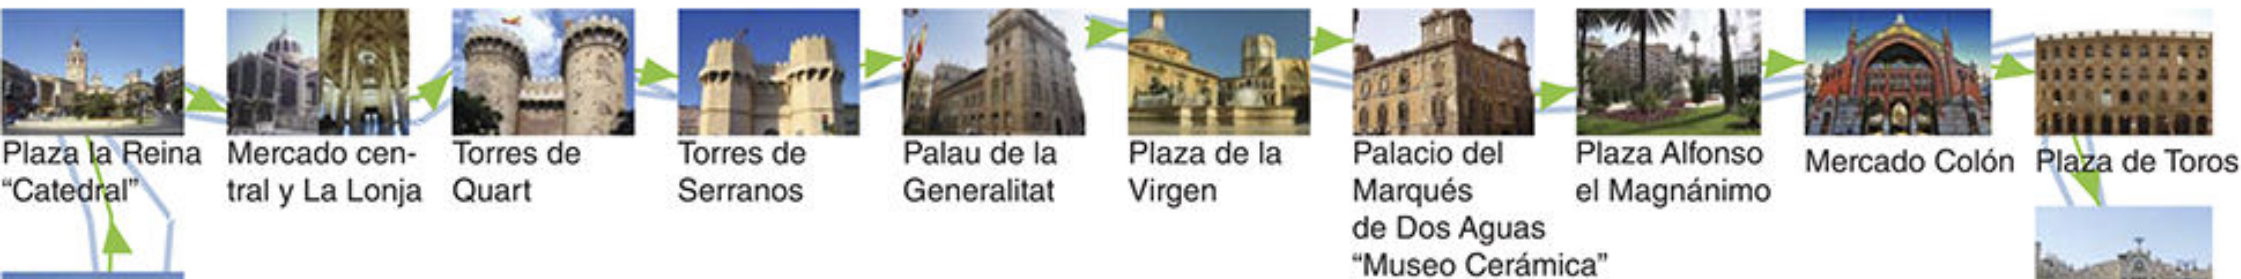 Plaza la Reina
“Catedral”
Mercado cen-
tral y La Lonja
Torres de
Quart
Torres de
Serranos
Palau de la
Generalitat
Plaza de la
Virgen
Palacio del
Marqués
de Dos Aguas
“Museo Cerámica”
Plaza Alfonso
el Magnánimo
Mercado Colón
Plaza de Toros